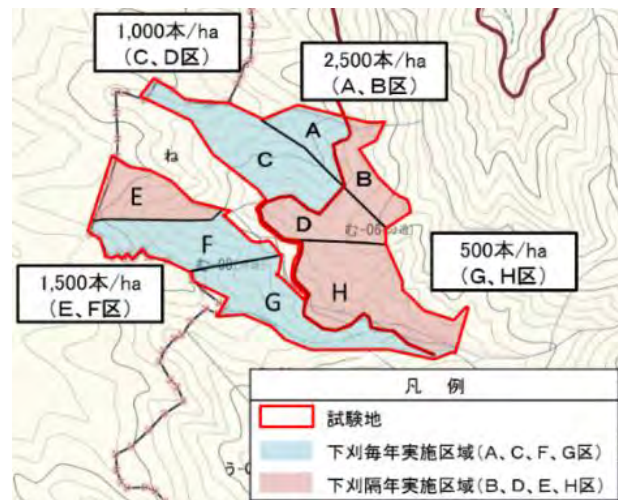 1,000本/ha
(C、D区)
2,500本/ha
(A、B区)
A
ね
C
B
E
D
む-06
F
500本/ha
(G、H区)
1,500本/ha
(E、F区)
G
H
凡 例
試験地
下刈毎年実施区域(A、C、F、G区)
下刈隔年実施区域(B、D、E、H区)